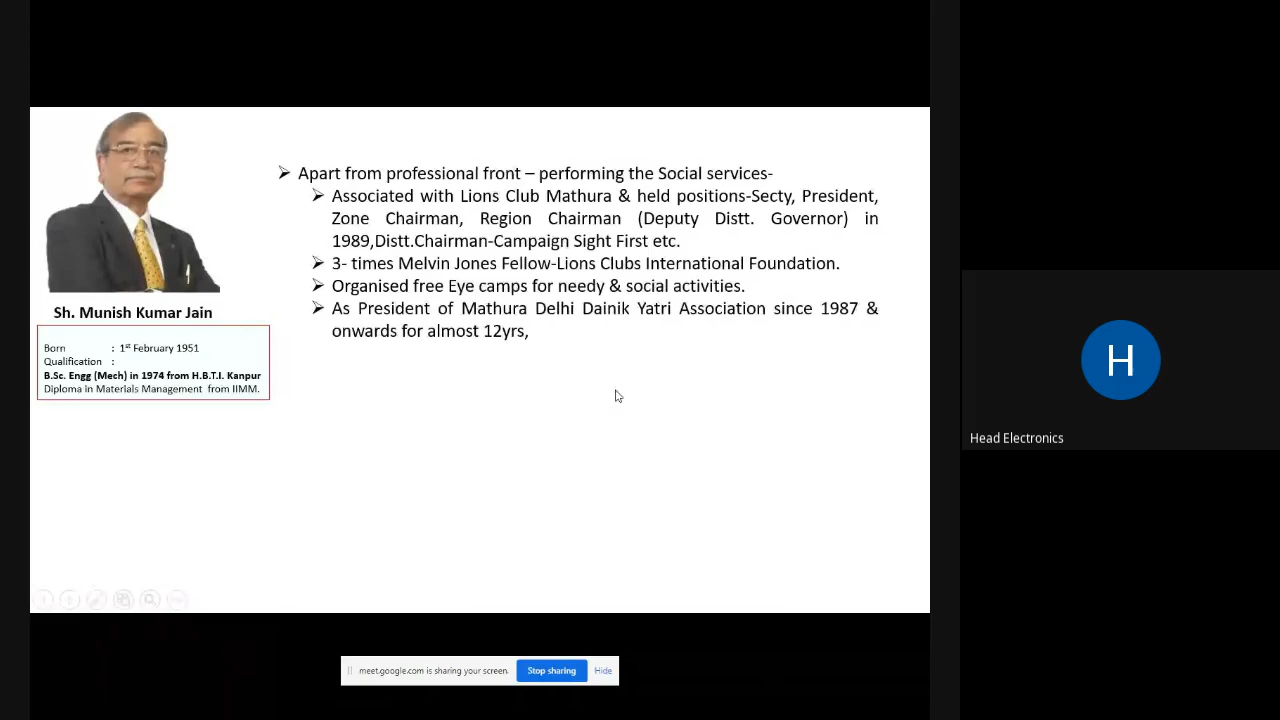 ➢ Apart from professional front – performing the Social services-
➢ Associated with Lions Club Mathura & held positions-Secty, President,
Zone Chairman, Region Chairman (Deputy Distt. Governor) in
1989,Distt.Chairman-Campaign Sight First etc.
➢ 3- times Melvin Jones Fellow-Lions Clubs International Foundation.
➢ Organised free Eye camps for needy & social activities.
➢ As President of Mathura Delhi Dainik Yatri Association since 1987 &
onwards for almost 12yrs,
Sh. Munish Kumar Jain
Born : 1st February 1951
Qualification :
B.Sc. Engg (Mech) in 1974 from H.B.T.I. Kanpur
Diploma in Materials Management from IIMM.
H
Head Electronics
meet.google.com is sharing your screen.
Stop sharing
Hide